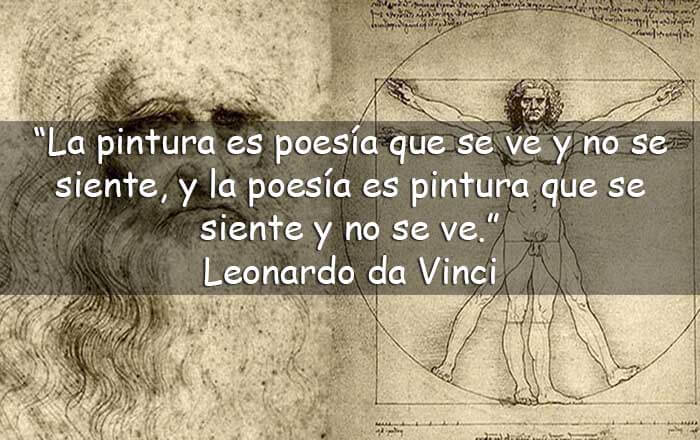 “La pintura es poesía que se ve y no se
siente, y la poesía es pintura que se
siente y no se ve.”
Leonardo da Vinci